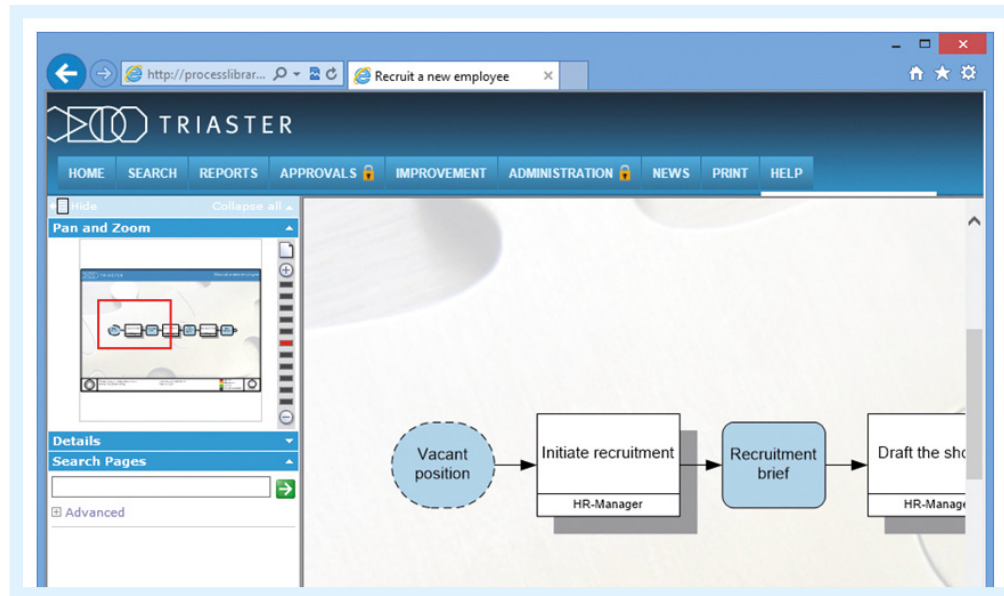 http://processlibrar...
Recruit a new employee
TRIASTER
HOME SEARCH REPORTS APPROVALS IMPROVEMENT ADMINISTRATION NEWS PRINT HELP
Hide Collapse all
Pan and Zoom
Details
Search Pages
Advanced
Vacant
position
Initiate recruitment
HR-Manager
Recruitment
brief
Draft the sho
HR-Manage